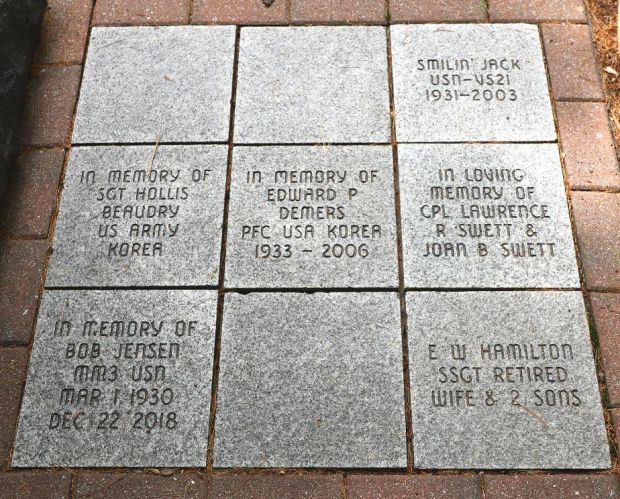 SMILIN' JACK
USN-VS21
1931-2003
IN MEMORY OF
SGT HOLLIS
BEAUDRY
US ARMY
KOREA
IN MEMORY OF
EDWARD P
DEMERS
PFC USA KOREA
1933 - 2006
IN LOVING
MEMORY OF
CPL LAWRENCE
R SWETT &
JOAN B SWETT
IN MEMORY OF
BOB JENSEN
MM3 USN
MAR 1 1930
DEC 22 2018
E W HAMILTON
SSGT RETIRED
WIFE & 2 SONS